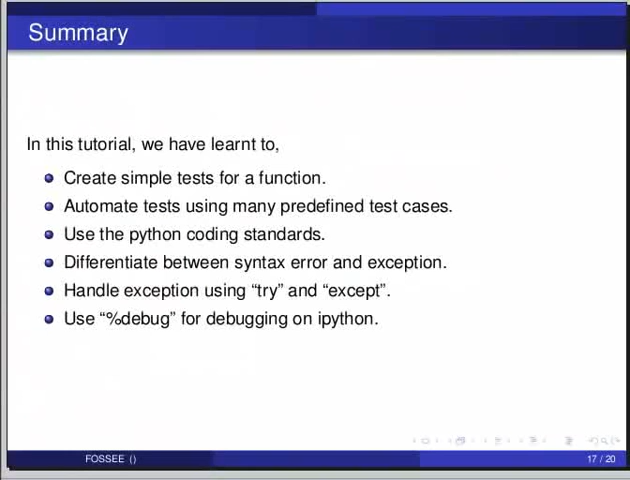 Summary
In this tutorial, we have learnt to,
Create simple tests for a function.
Automate tests using many predefined test cases.
Use the python coding standards.
Differentiate between syntax error and exception.
Handle exception using “try” and “except”.
Use “%debug” for debugging on ipython.
FOSSEE ()
17 / 20